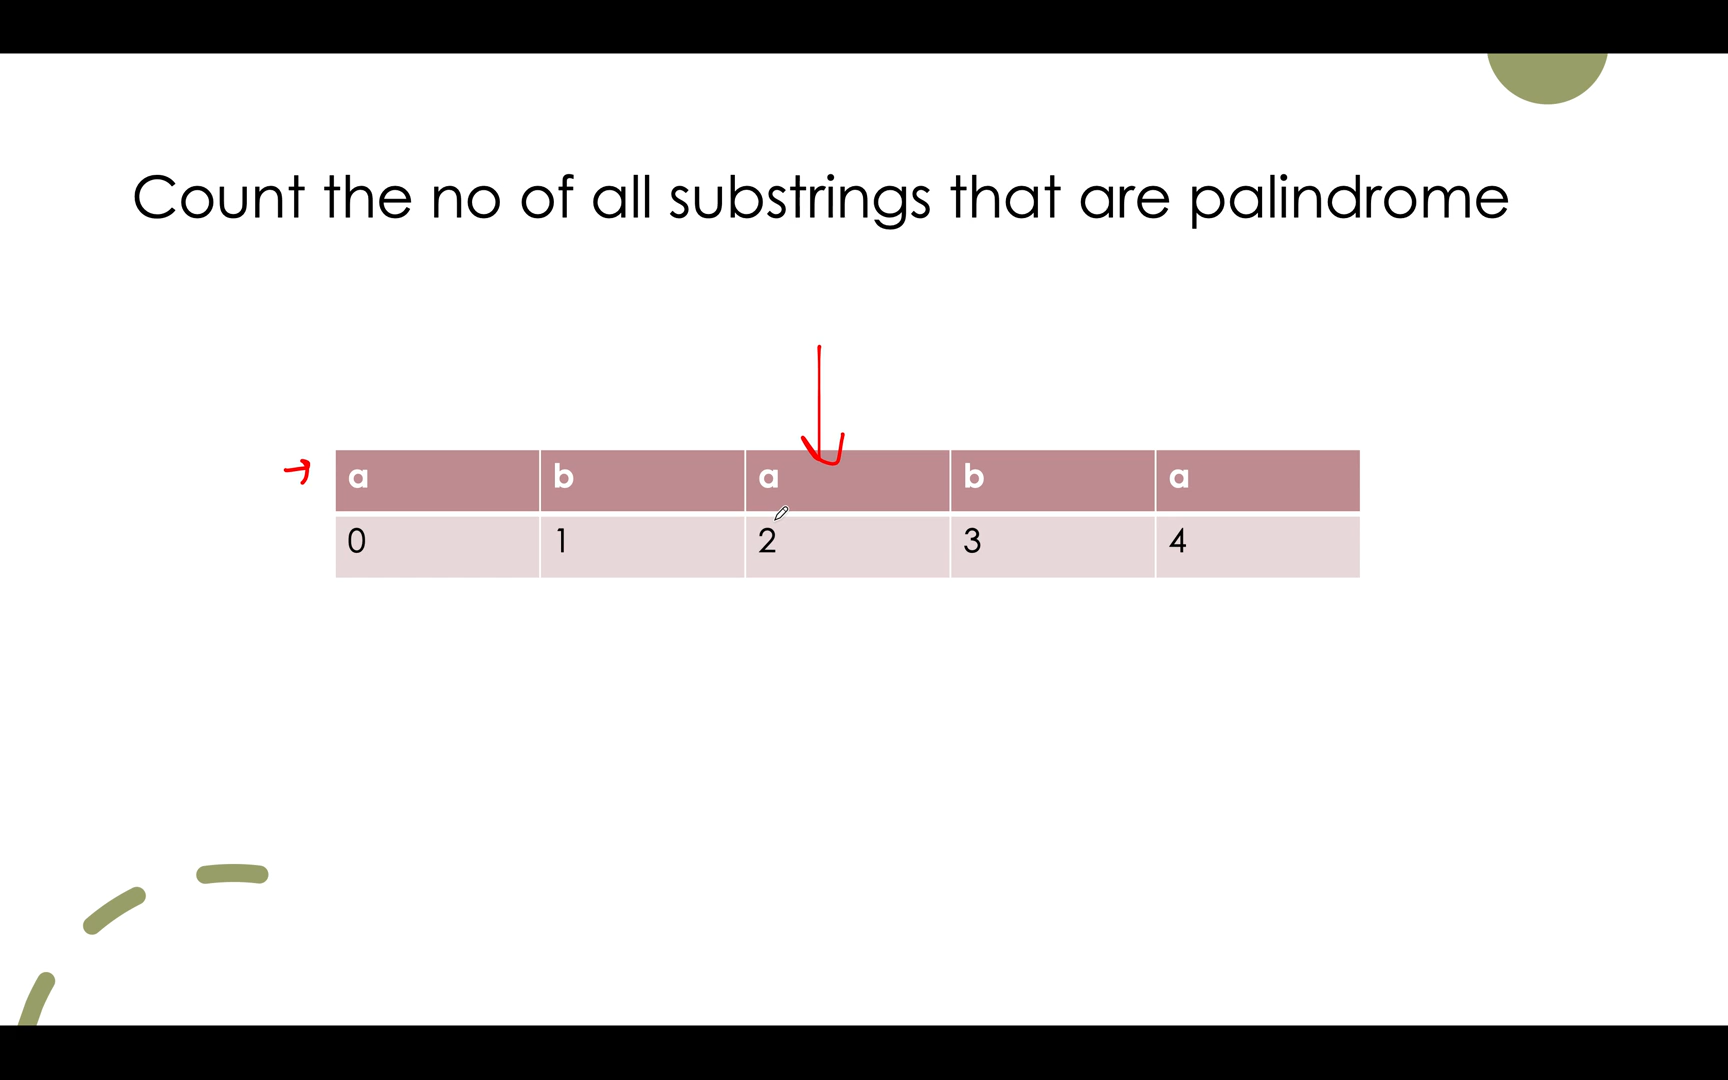 Count the no of all substrings that are palindrome
a b a b a
0 1 2 3 4